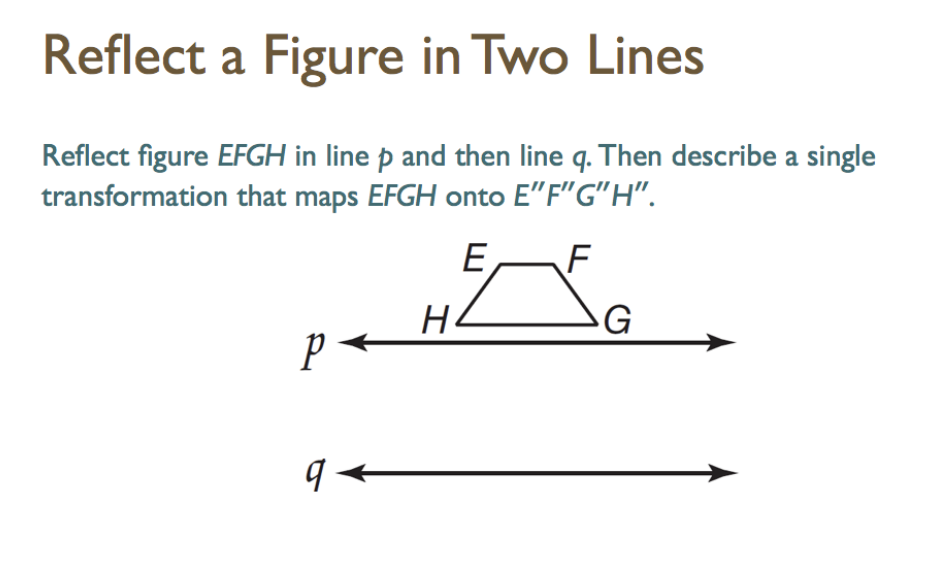 Reflect a Figure in Two Lines
Reflect figure EFGH in line p and then line q. Then describe a single
transformation that maps EFGH onto E″F″G″H″.
E F
H G
p
q